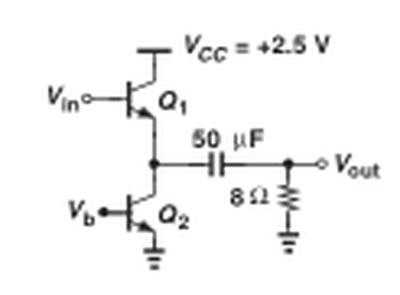 V_CC = +2.5 V
V_in
Q_1
50 μF
V_out
8 Ω
V_b
Q_2